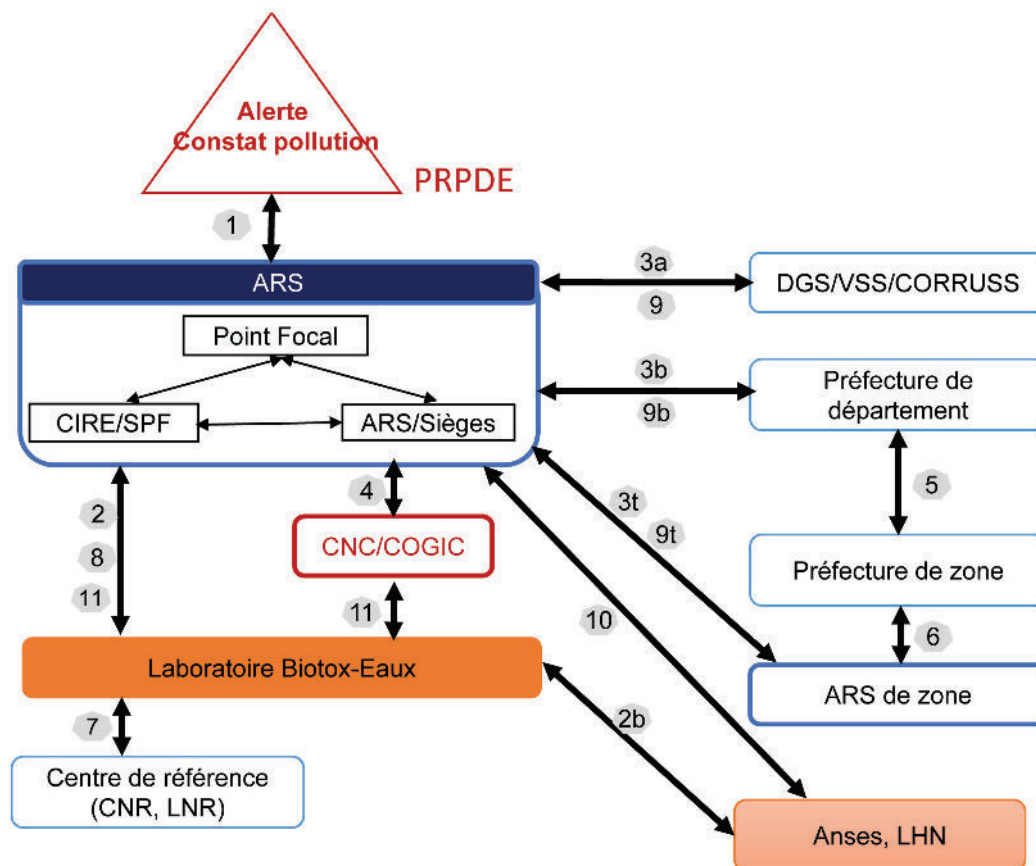 Alerte
Constat pollution
PRPDE
1
ARS
3a
DGS/VSS/CORRUSS
9
Point Focal
3b
Préfecture de
département
9b
CIRE/SPF
ARS/Sièges
4
2
3t
5
9t
8
CNC/COGIC
Préfecture de zone
11
11
10
6
Laboratoire Biotox-Eaux
ARS de zone
7
2b
Centre de référence
(CNR, LNR)
Anses, LHN